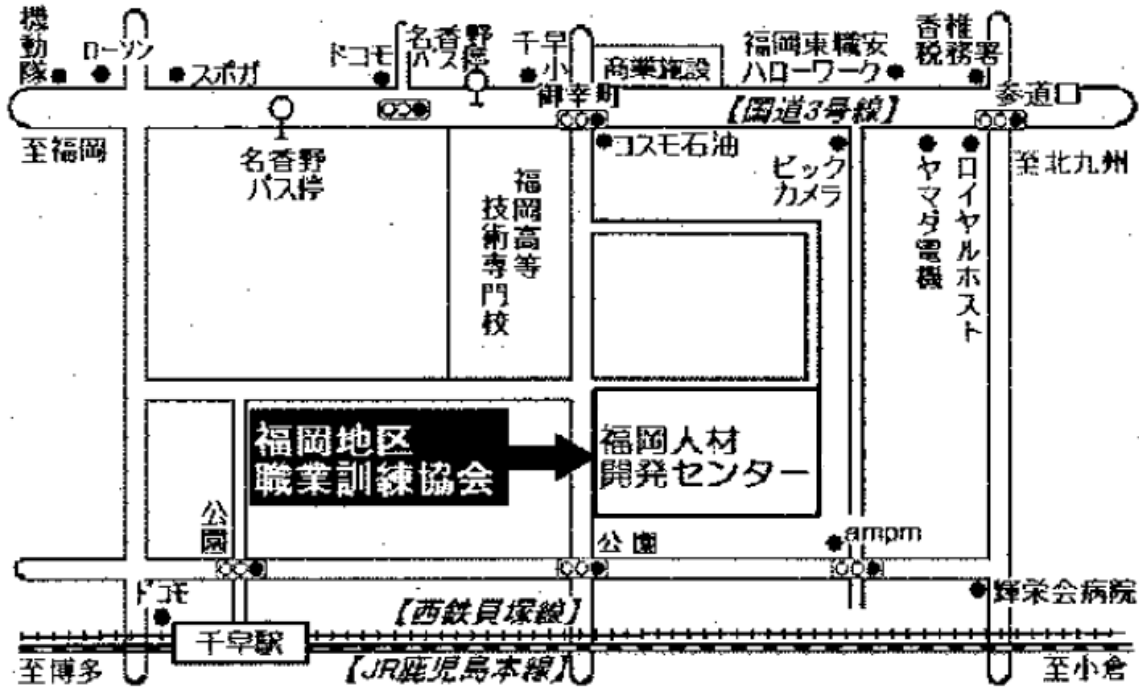 機動隊
ローソン
スポガ
ドコモ
名香野
バス停
千早小
商業施設
福岡東職安
ハローワーク
香椎
税務署
御幸町
【国道3号線】
参道口
至福岡
名香野
バス停
コスモ石油
ビック
カメラ
ヤマダ電機
ロイヤルホスト
至北九州
福岡高等
技術専門校
福岡地区
職業訓練協会
福岡人材
開発センター
公園
公園
ampm
ドコモ
【西鉄貝塚線】
輝栄会病院
千早駅
至博多
【JR鹿児島本線】
至小倉